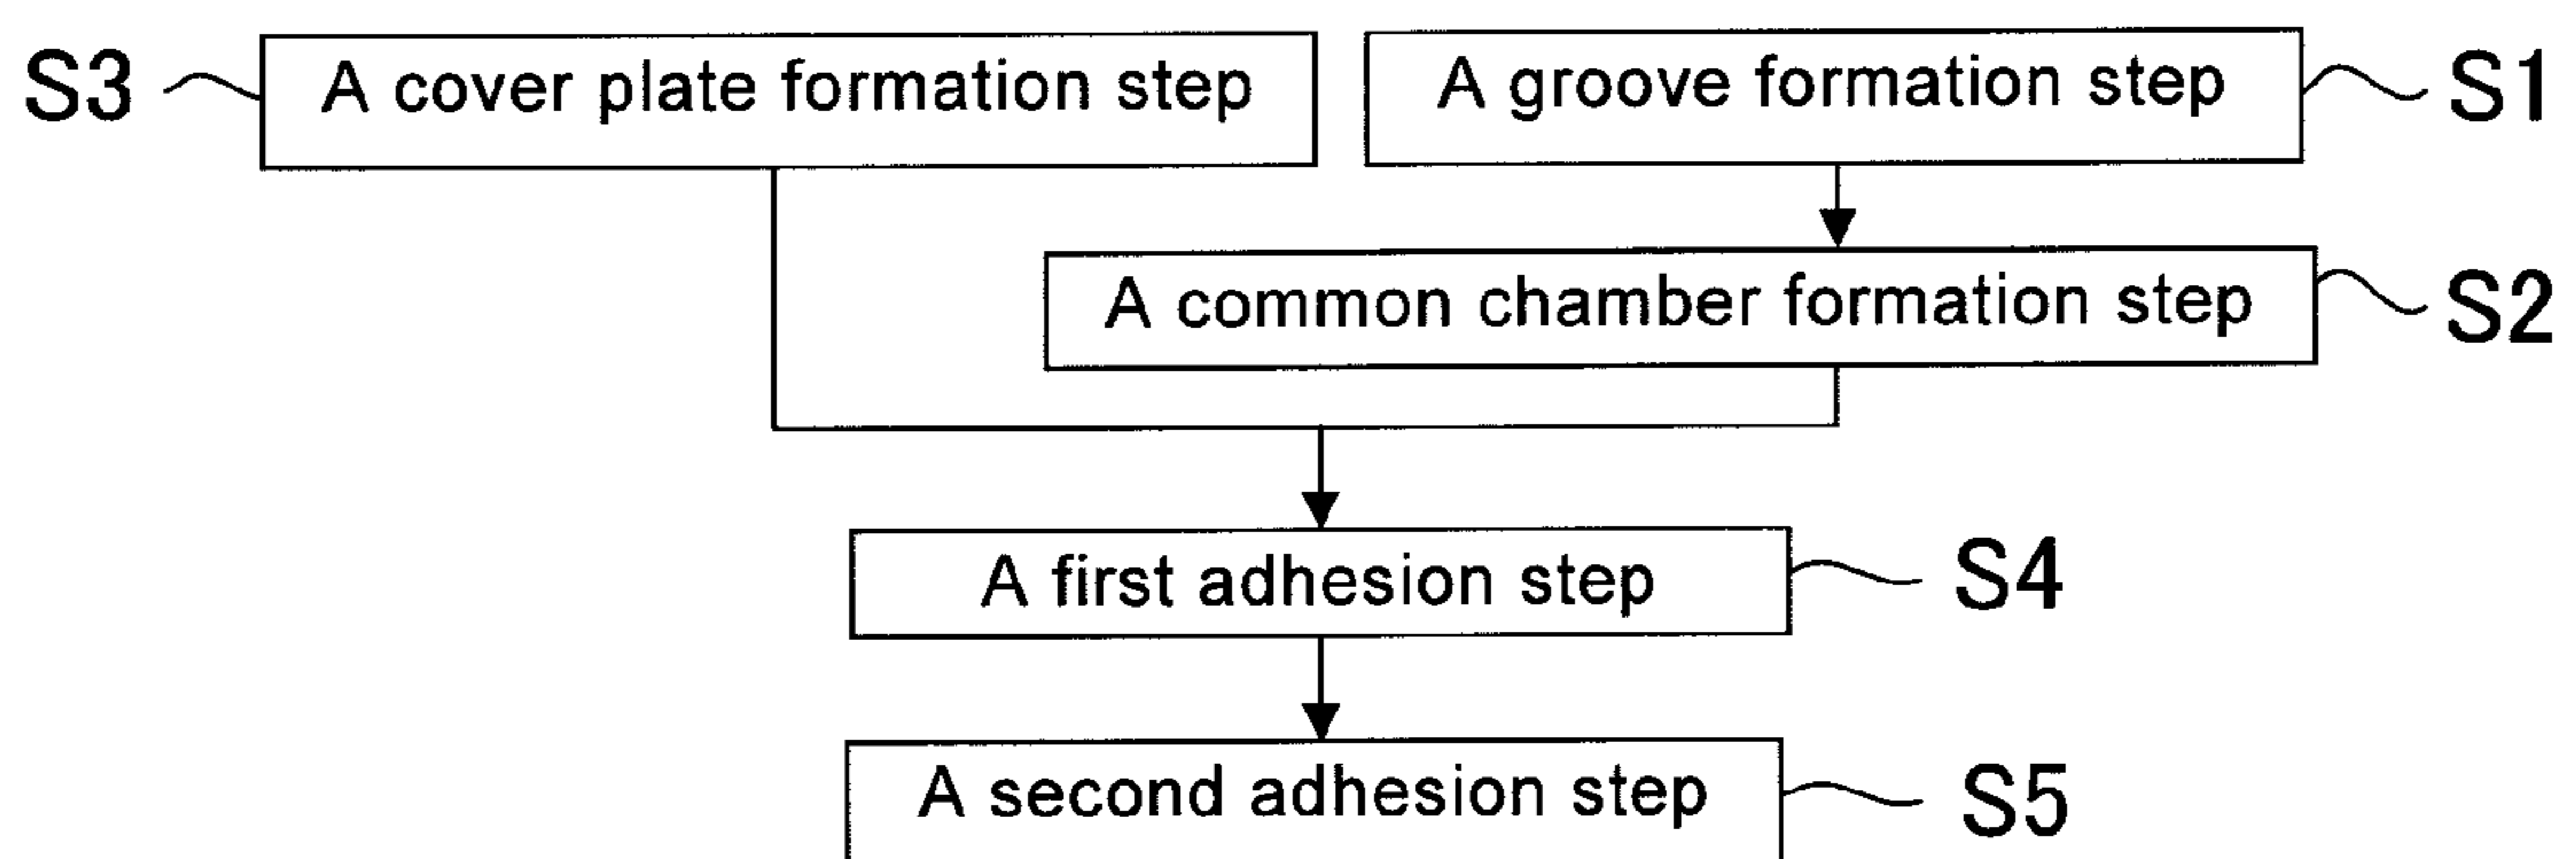 S3 A cover plate formation step A groove formation step S1
A common chamber formation step S2
A first adhesion step S4
A second adhesion step S5